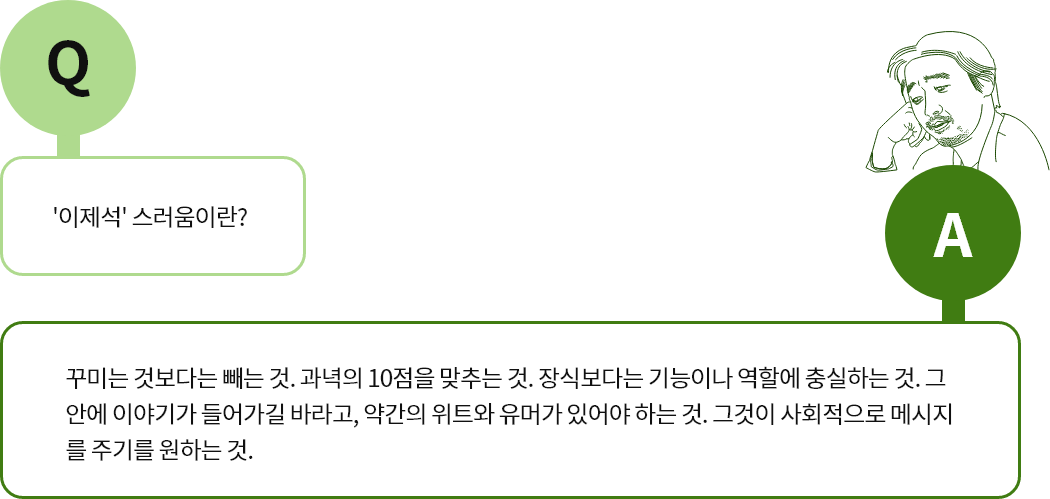 Q
'이제석' 스러움이란?
A
꾸미는 것보다는 빼는 것. 과녁의 10점을 맞추는 것. 장식보다는 기능이나 역할에 충실하는 것. 그
안에 이야기가 들어가길 바라고, 약간의 위트와 유머가 있어야 하는 것. 그것이 사회적으로 메시지
를 주기를 원하는 것.